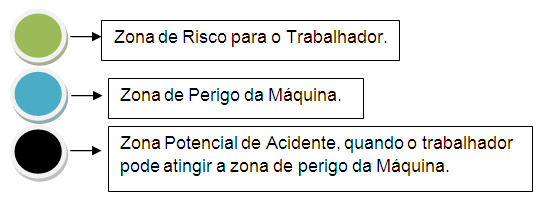 Zona de Risco para o Trabalhador.
Zona de Perigo da Máquina.
Zona Potencial de Acidente, quando o trabalhador
pode atingir a zona de perigo da Máquina.